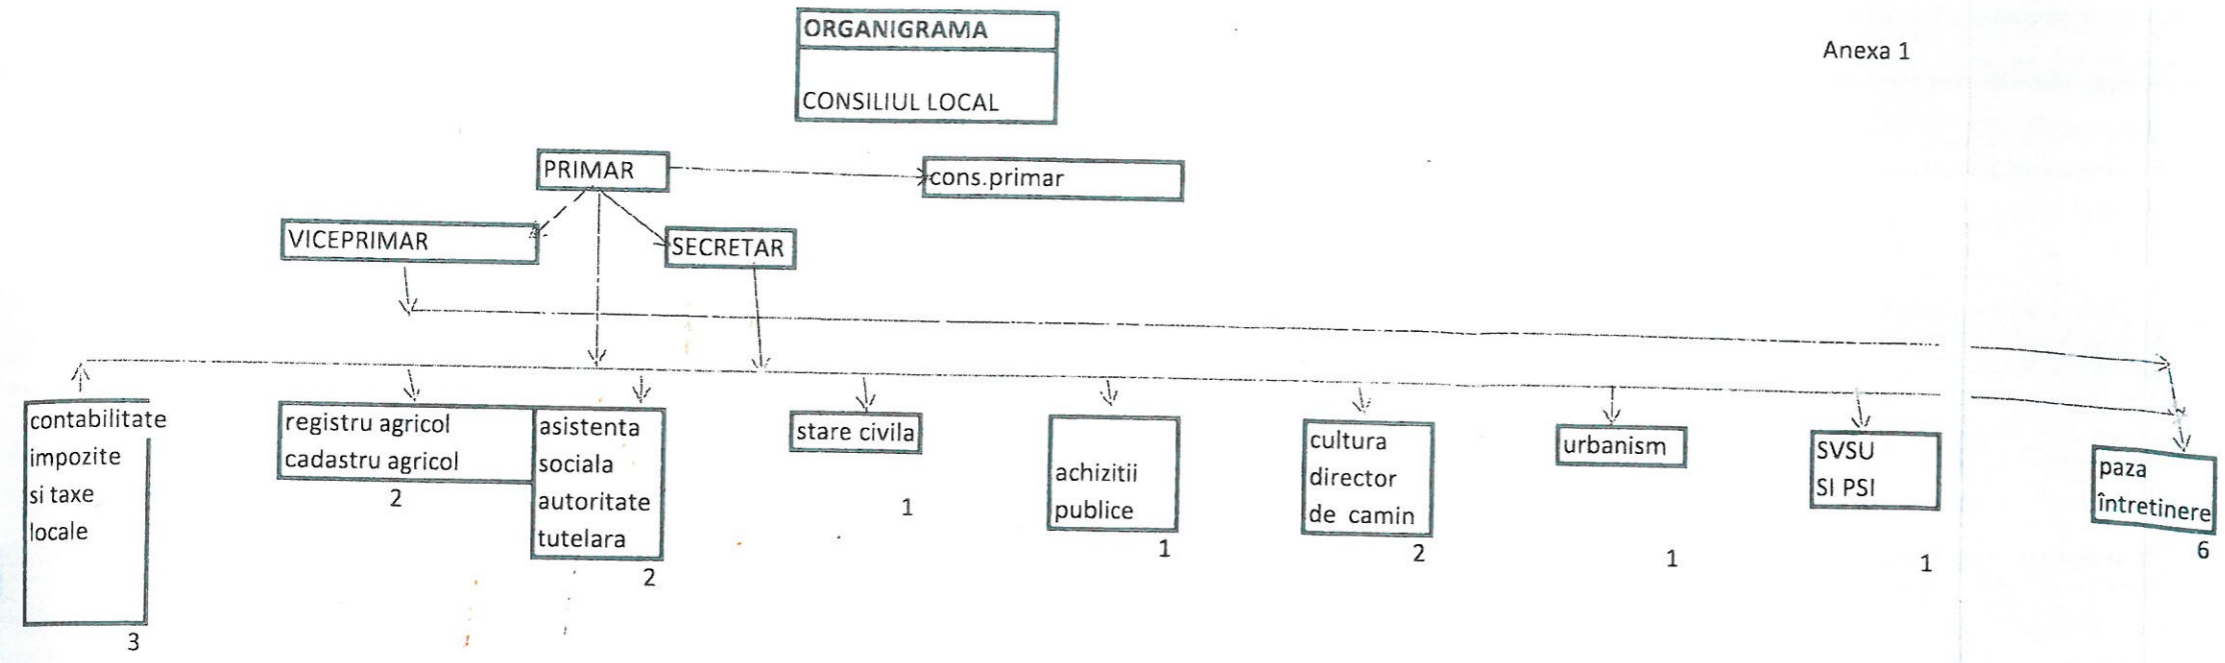 ORGANIGRAMA
Anexa 1
CONSILIUL LOCAL
PRIMAR
cons.primar
VICEPRIMAR
SECRETAR
contabilitate
impozite
si taxe
locale
3
registru agricol
cadastru agricol
2
asistenta
sociala
autoritate
tutelara
2
stare civila
1
achizitii
publice
1
cultura
director
de camin
2
urbanism
1
SVSU
SI PSI
1
paza
întretinere
6